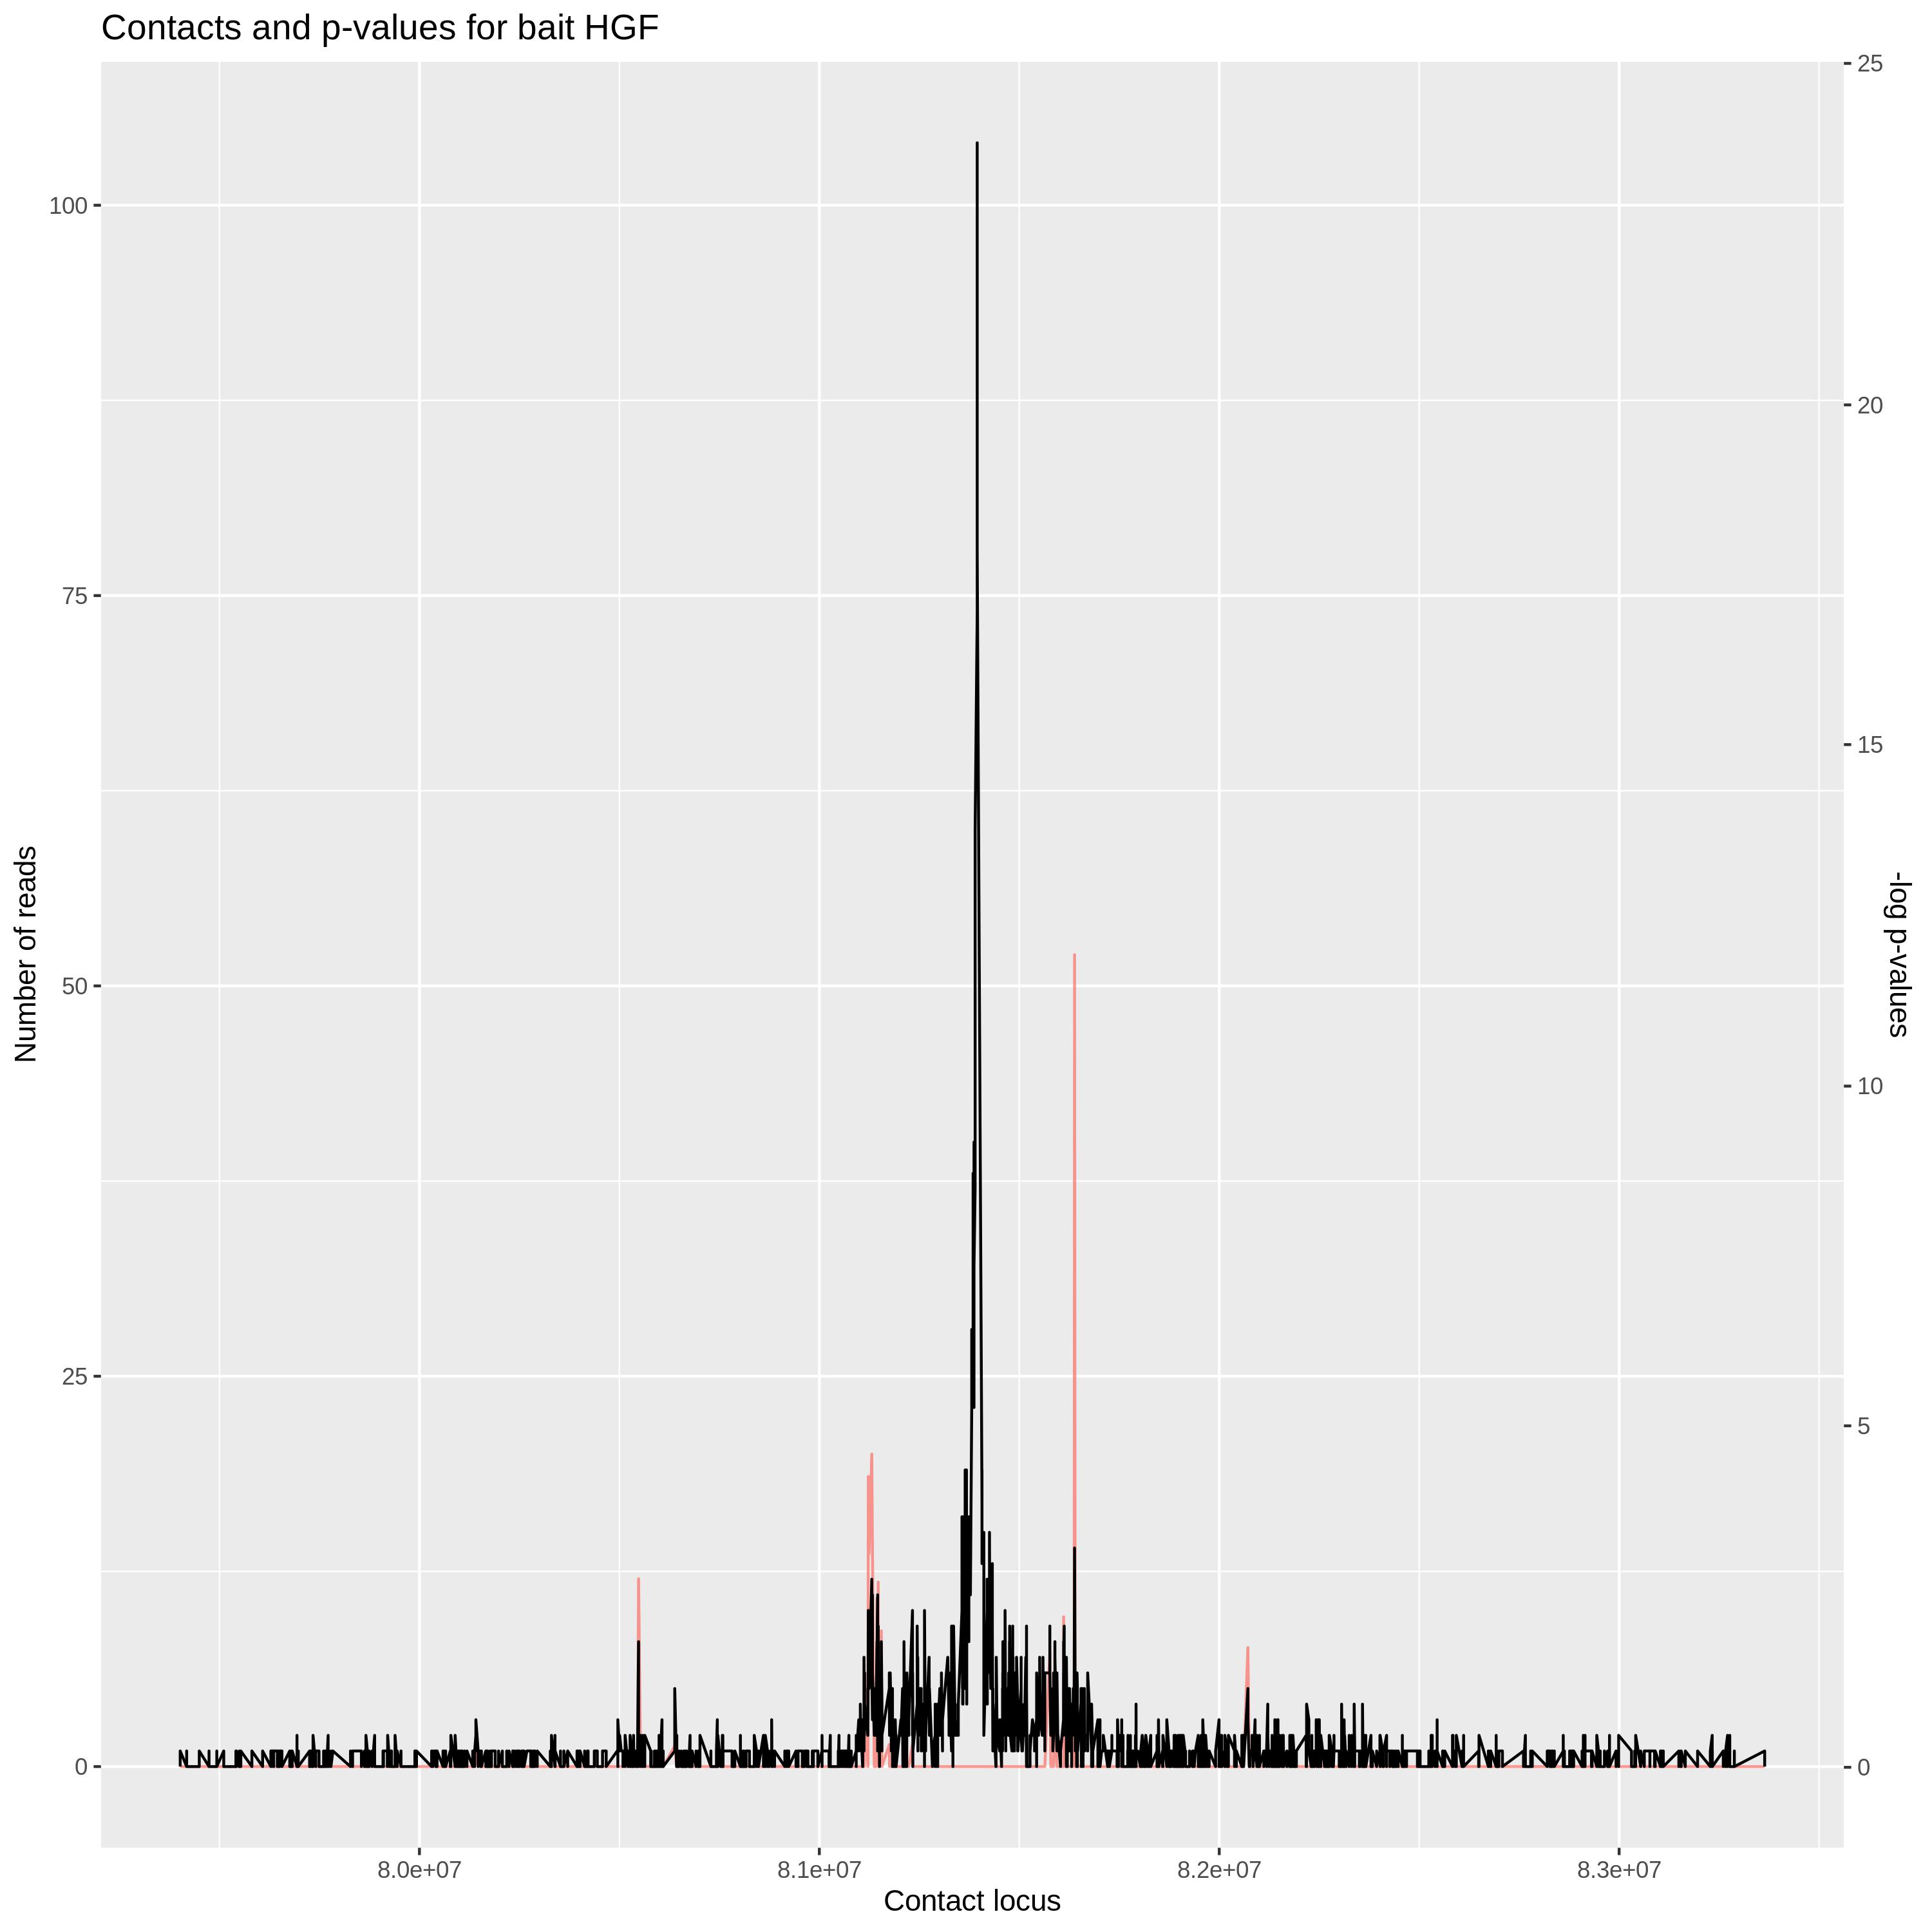 Contacts and p-values for bait HGF
25
20
15
10
5
0
100
75
50
25
0
Number of reads
-log p-values
8.0e+07
8.1e+07
8.2e+07
8.3e+07
Contact locus